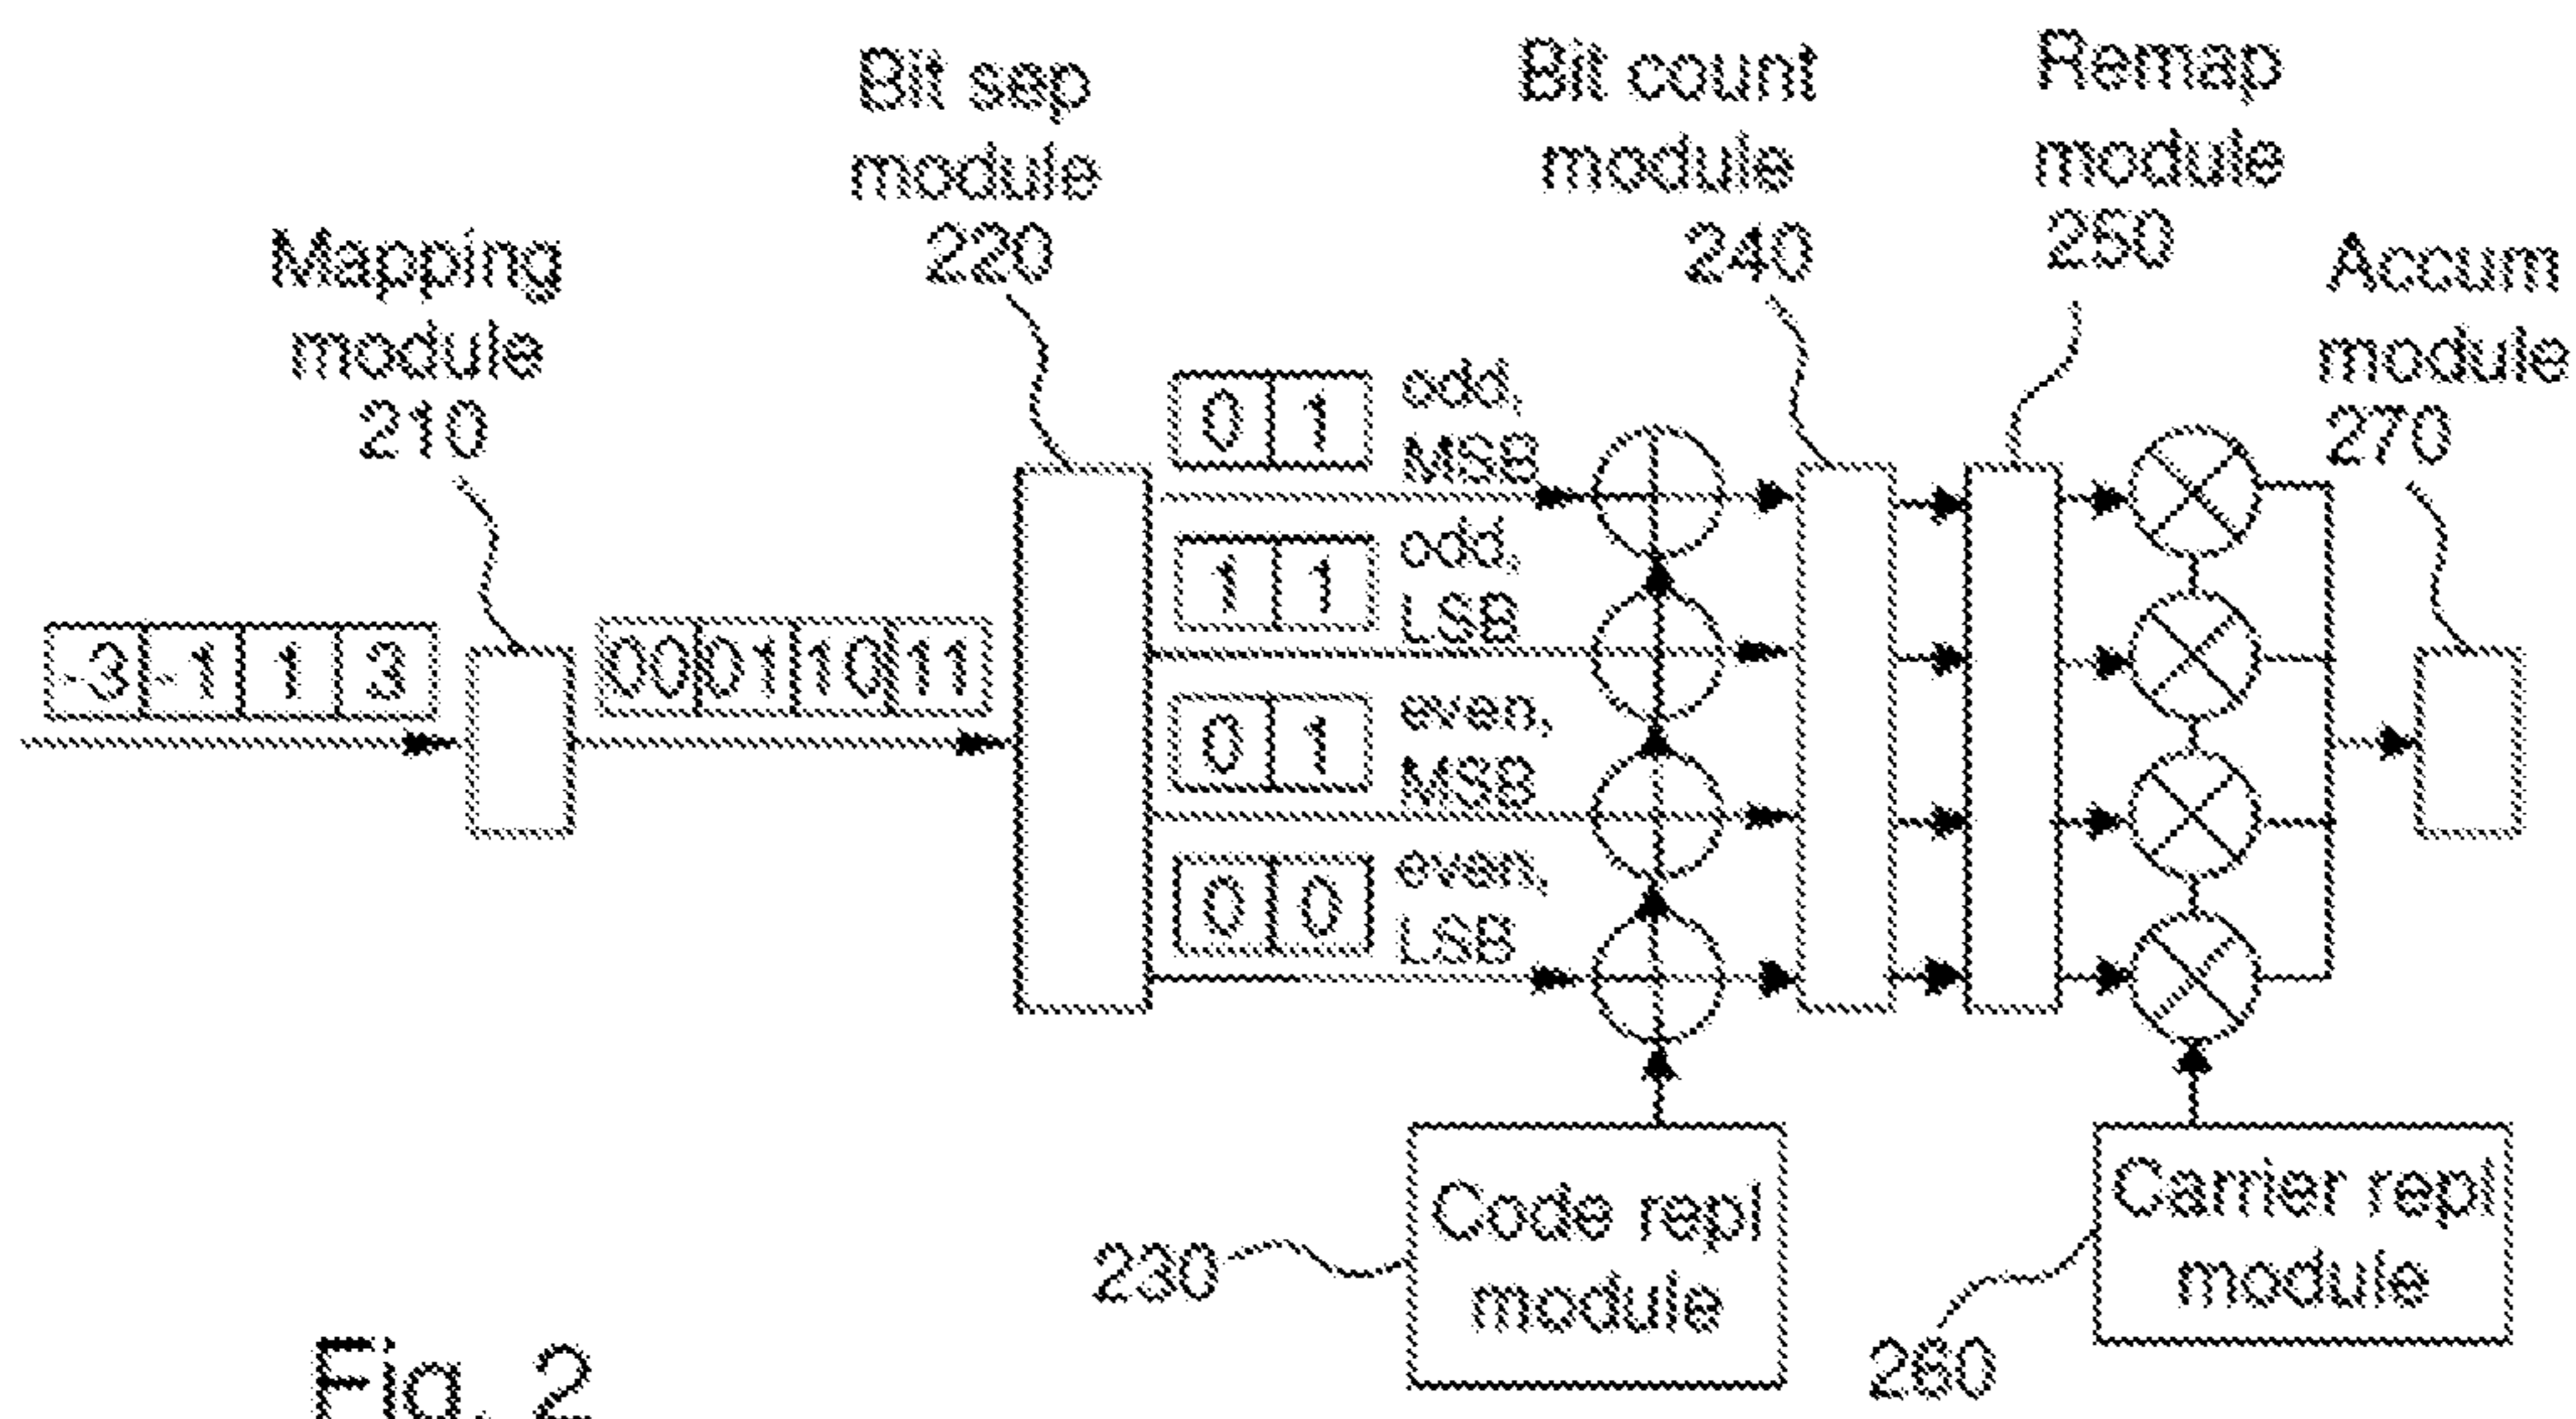 Bit sep
module
220
Bit count
module
240
Remap
module
250
Mapping
module
210
Accum
module
270
-3 -1 1 3
00 01 10 11
0 1
odd,
MSB
1 1
odd,
LSB
0 1
even,
MSB
0 0
even,
LSB
230
Code repl
module
260
Carrier repl
module
Fig. 2